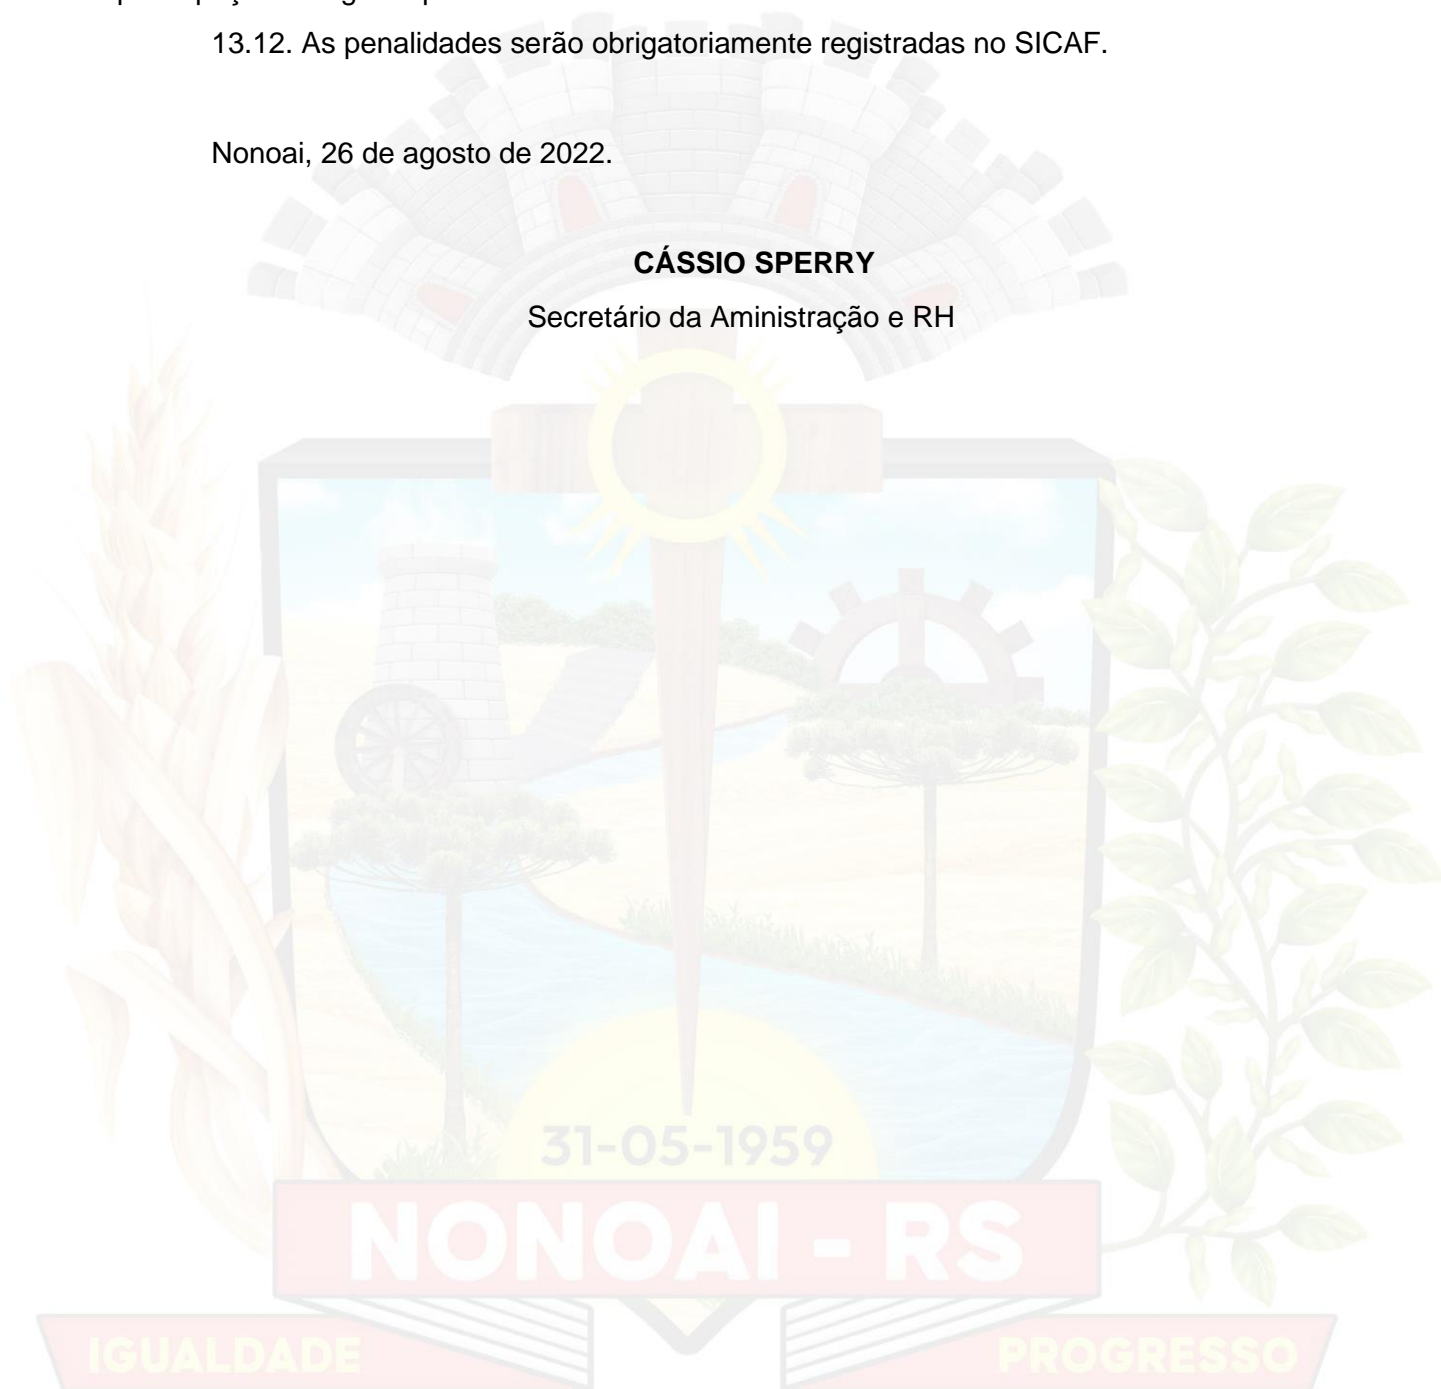 13.12. As penalidades serão obrigatoriamente registradas no SICAF.
Nonoai, 26 de agosto de 2022.
CÁSSIO SPERRY
Secretário da Aministração e RH
31-05-1959
NONOAI - RS
IGUALDADE
PROGRESSO